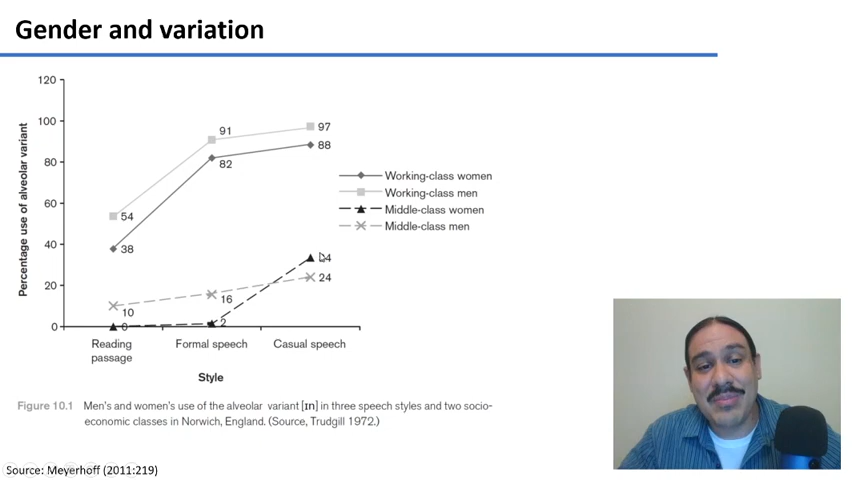 Gender and variation
120
100
80
60
40
20
0
Percentage use of alveolar variant
54
91
97
38
82
88
10
16
24
0
2
Working-class women
Working-class men
Middle-class women
Middle-class men
Reading passage
Formal speech
Casual speech
Style
Figure 10.1 Men's and women's use of the alveolar variant [ɪn] in three speech styles and two socio-
economic classes in Norwich, England. (Source, Trudgill 1972.)
Source: Meyerhoff (2011:219)